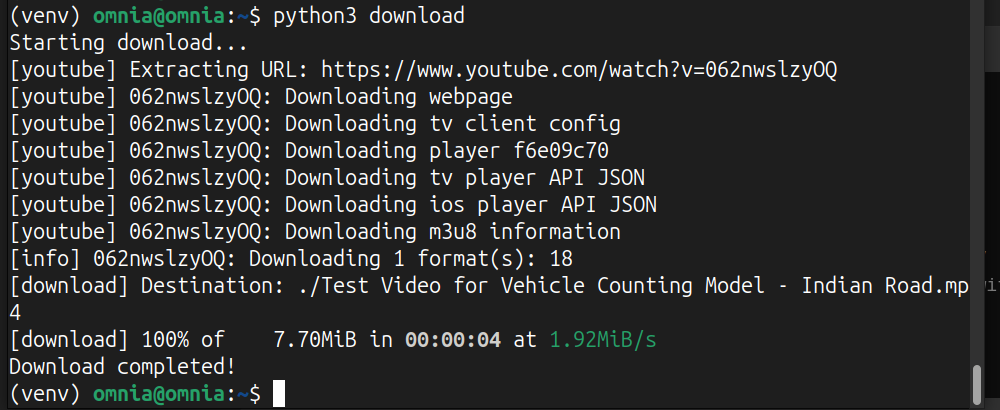 (venv) omnia@omnia:~$ python3 download
Starting download...
[youtube] Extracting URL: https://www.youtube.com/watch?v=062nwslzyOQ
[youtube] 062nwslzyOQ: Downloading webpage
[youtube] 062nwslzyOQ: Downloading tv client config
[youtube] 062nwslzyOQ: Downloading player f6e09c70
[youtube] 062nwslzyOQ: Downloading tv player API JSON
[youtube] 062nwslzyOQ: Downloading ios player API JSON
[youtube] 062nwslzyOQ: Downloading m3u8 information
[info] 062nwslzyOQ: Downloading 1 format(s): 18
[download] Destination: ./Test Video for Vehicle Counting Model - Indian Road.mp
4
[download] 100% of    7.70MiB in 00:00:04 at 1.92MiB/s
Download completed!
(venv) omnia@omnia:~$